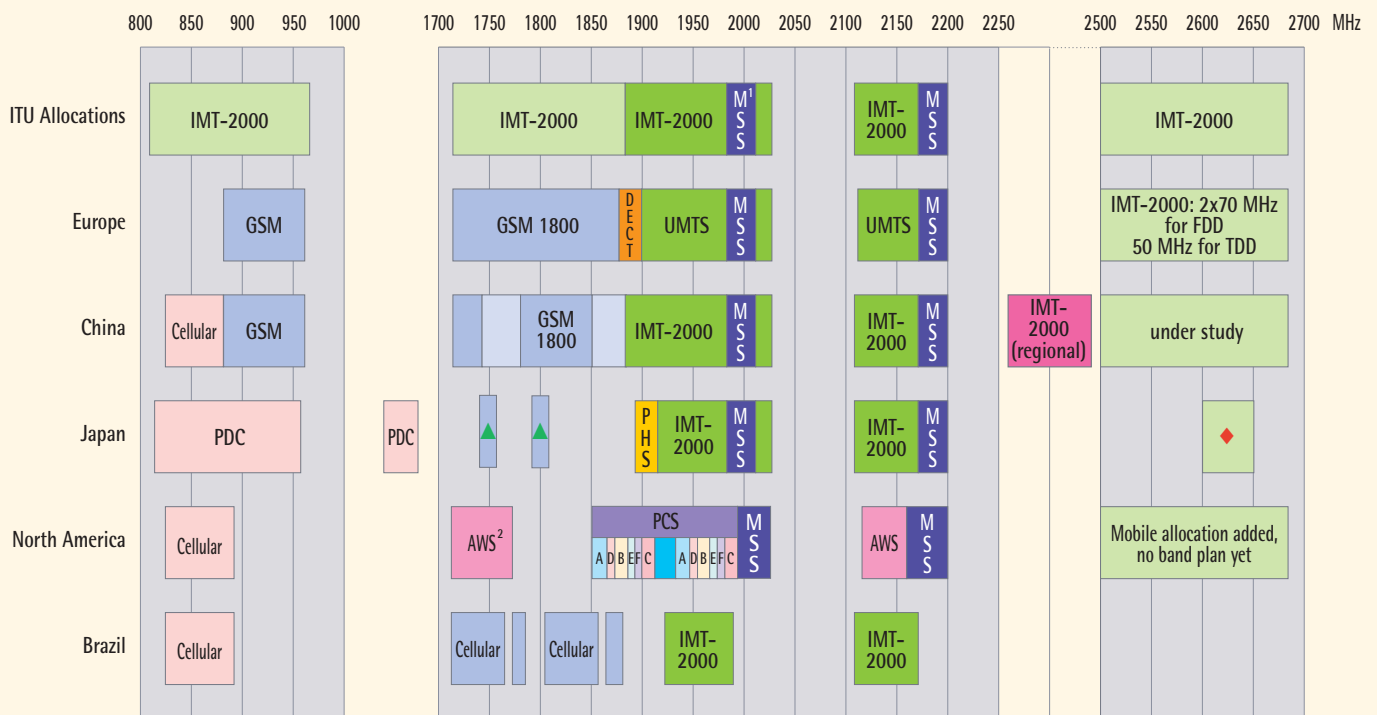 800 850 900 950 1000 1700 1750 1800 1850 1900 1950 2000 2050 2100 2150 2200 2250 2500 2550 2600 2650 2700 MHz
ITU Allocations
IMT-2000
IMT-2000
IMT-2000
M¹
S
S
IMT-
2000
M
S
S
IMT-2000
Europe
GSM
GSM 1800
D
E
C
T
UMTS
M
S
S
UMTS
M
S
S
IMT-2000: 2x70 MHz
for FDD
50 MHz for TDD
China
Cellular
GSM
GSM
1800
IMT-2000
M
S
S
IMT-
2000
M
S
S
IMT-
2000
(regional)
under study
Japan
PDC
PDC
P
H
S
IMT-
2000
M
S
S
IMT-
2000
M
S
S
North America
Cellular
AWS²
PCS
A D B E F C A D B E F C
M
S
S
AWS
M
S
S
Mobile allocation added,
no band plan yet
Brazil
Cellular
Cellular
Cellular
IMT-
2000
IMT-
2000